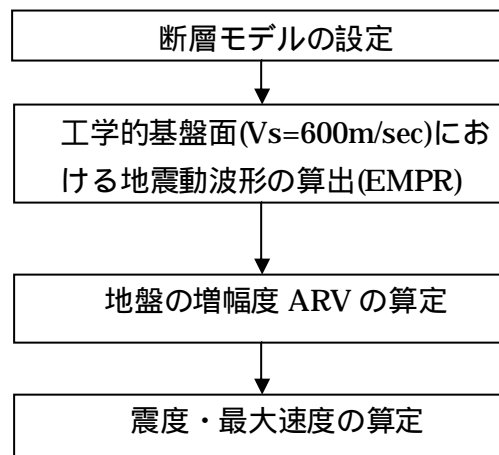 断層モデルの設定
工学的基盤面(Vs=600m/sec)にお
ける地震動波形の算出(EMPR)
地盤の増幅度 ARV の算定
震度・最大速度の算定